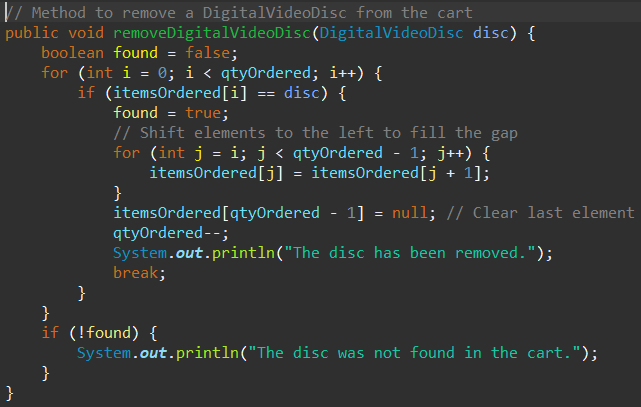 // Method to remove a DigitalVideoDisc from the cart
public void removeDigitalVideoDisc(DigitalVideoDisc disc) {
    boolean found = false;
    for (int i = 0; i < qtyOrdered; i++) {
        if (itemsOrdered[i] == disc) {
            found = true;
            // Shift elements to the left to fill the gap
            for (int j = i; j < qtyOrdered - 1; j++) {
                itemsOrdered[j] = itemsOrdered[j + 1];
            }
            itemsOrdered[qtyOrdered - 1] = null; // Clear last element
            qtyOrdered--;
            System.out.println("The disc has been removed.");
            break;
        }
    }
    if (!found) {
        System.out.println("The disc was not found in the cart.");
    }
}